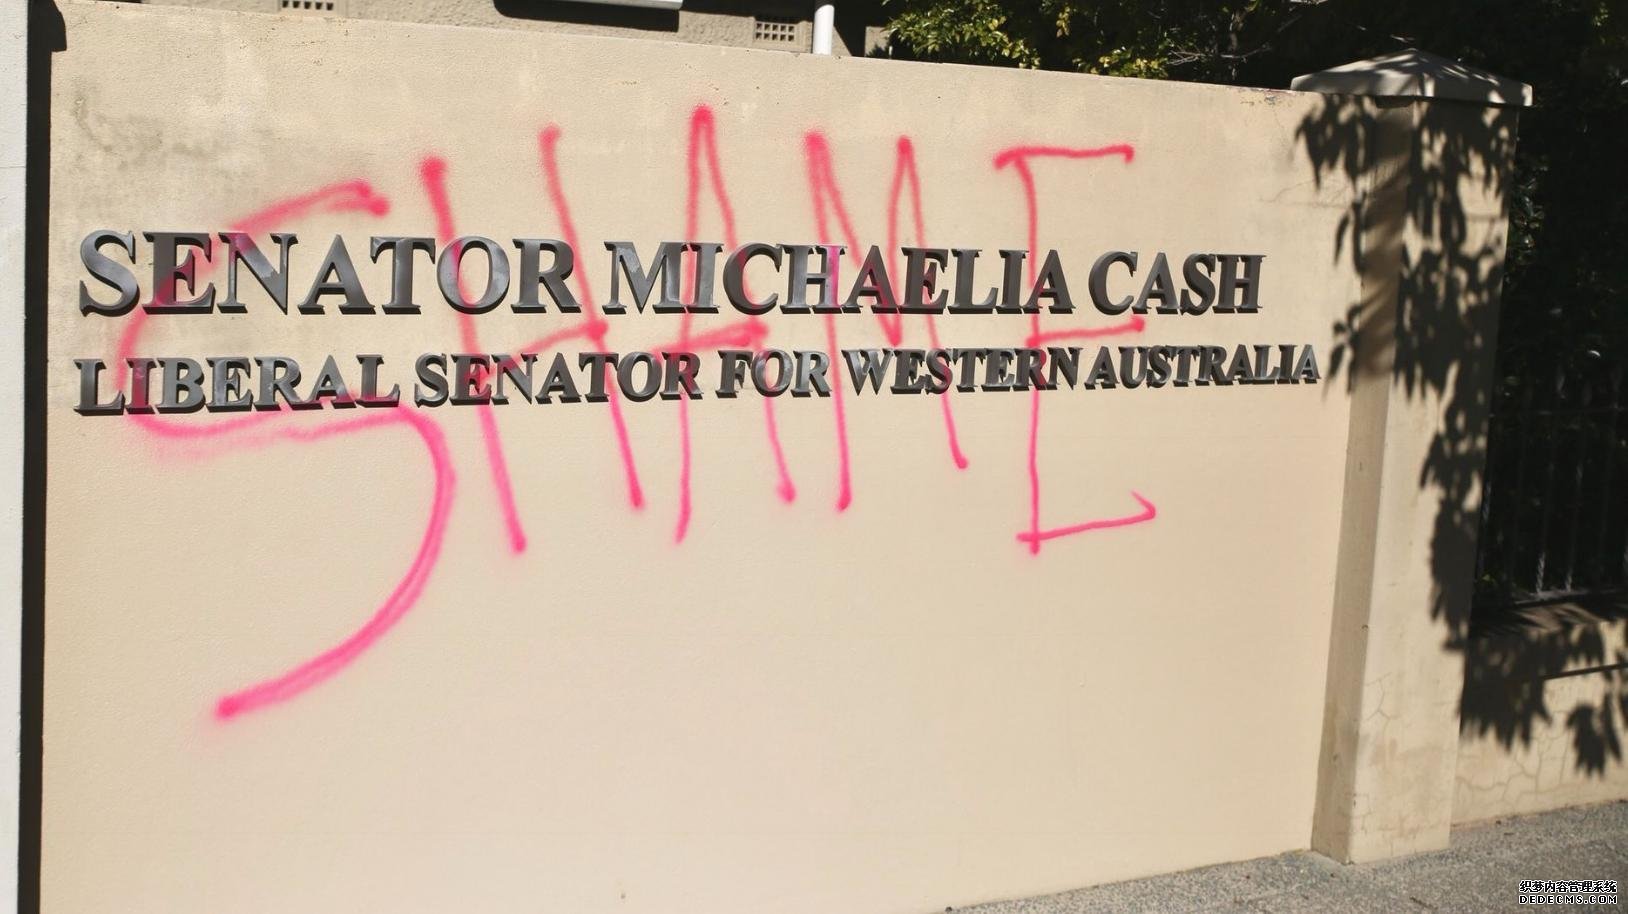 SENATOR MICHAELIA CASH
LIBERAL SENATOR FOR WESTERN AUSTRALIA
SHAME
织梦内容管理系统
DEDECMS.COM